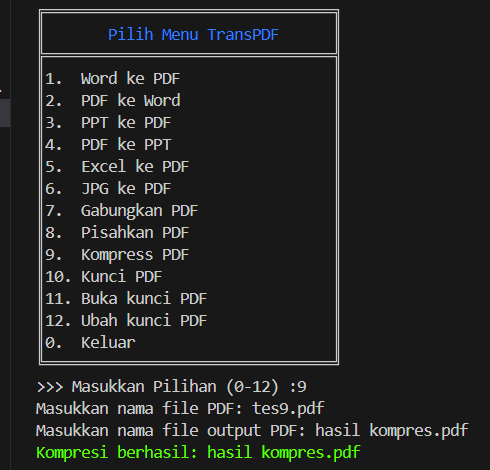 Pilih Menu TransPDF
1. Word ke PDF
2. PDF ke Word
3. PPT ke PDF
4. PDF ke PPT
5. Excel ke PDF
6. JPG ke PDF
7. Gabungkan PDF
8. Pisahkan PDF
9. Kompress PDF
10. Kunci PDF
11. Buka kunci PDF
12. Ubah kunci PDF
0. Keluar
>>> Masukkan Pilihan (0-12) :9
Masukkan nama file PDF: tes9.pdf
Masukkan nama file output PDF: hasil kompres.pdf
Kompresi berhasil: hasil kompres.pdf